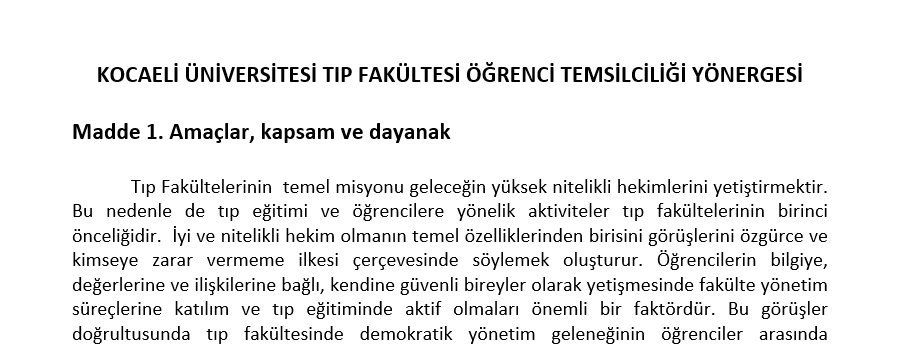 KOCAELİ ÜNİVERSİTESİ TIP FAKÜLTESİ ÖĞRENCİ TEMSİLCİLİĞİ YÖNERGESİ
Madde 1. Amaçlar, kapsam ve dayanak
Tıp Fakültelerinin  temel misyonu geleceğin yüksek nitelikli hekimlerini yetiştirmektir.
Bu nedenle de tıp eğitimi ve öğrencilere yönelik aktiviteler tıp fakültelerinin birinci
önceliğidir.  İyi ve nitelikli hekim olmanın temel özelliklerinden birisini görüşlerini özgürce ve
kimseye zarar vermeme ilkesi çerçevesinde söylemek oluşturur. Öğrencilerin bilgiye,
değerlerine ve ilişkilerine bağlı, kendine güvenli bireyler olarak yetişmesinde fakülte yönetim
süreçlerine katılım ve tıp eğitiminde aktif olmaları önemli bir faktördür. Bu görüşler
doğrultusunda tıp fakültesinde demokratik yönetim geleneğinin öğrenciler arasında